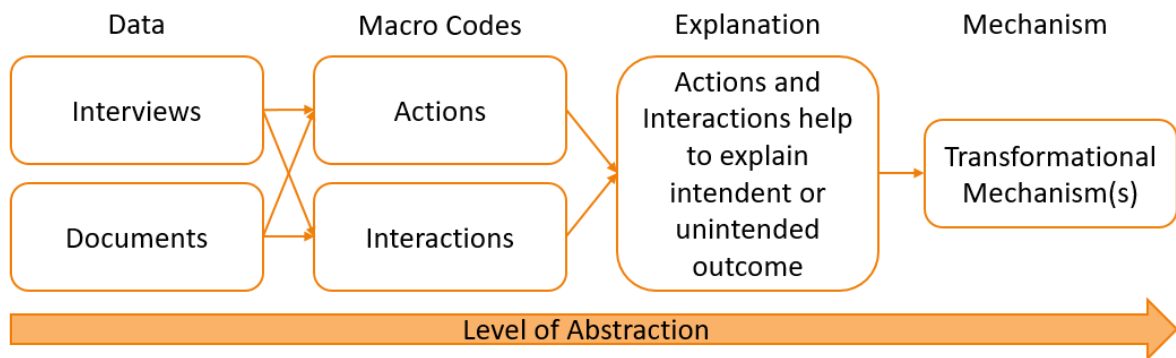 Data
Macro Codes
Explanation
Mechanism
Interviews
Documents
Actions
Interactions
Actions and
Interactions help
to explain
intendent or
unintended
outcome
Transformational
Mechanism(s)
Level of Abstraction